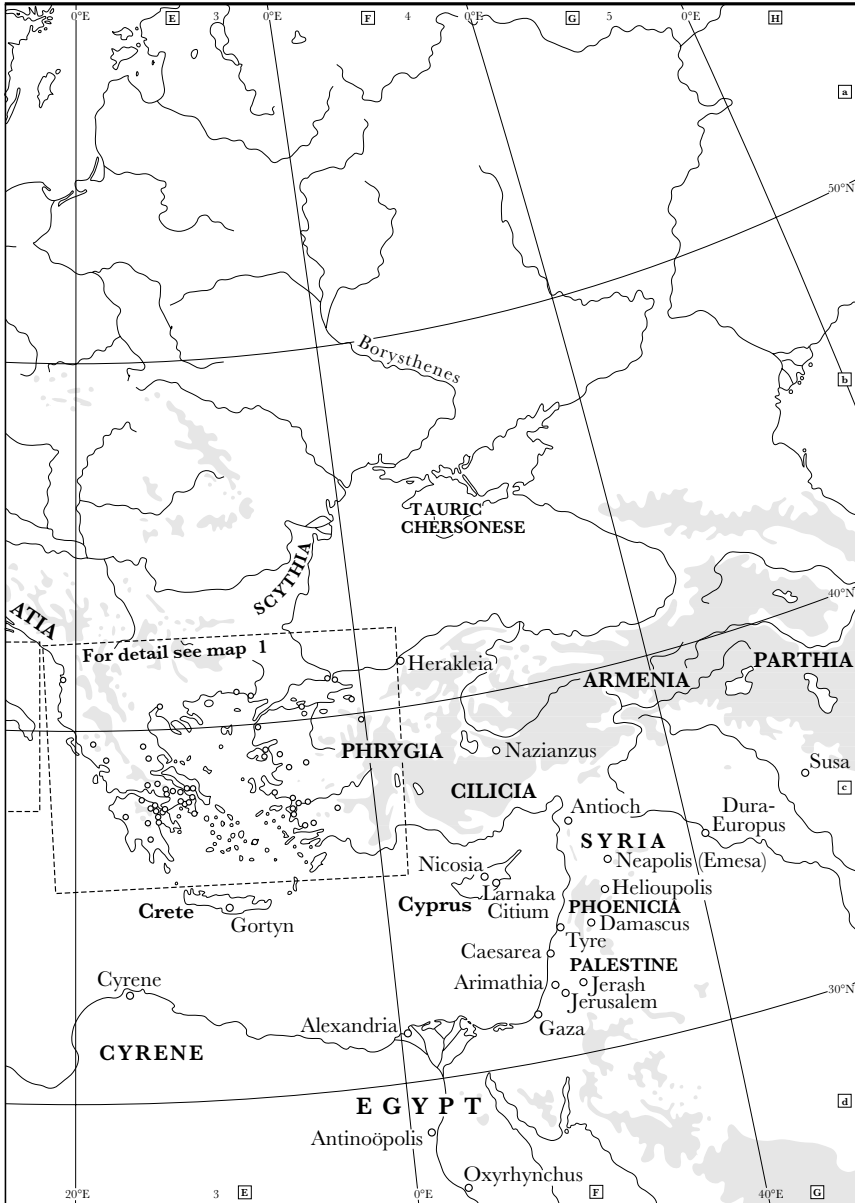 0°E
E
3
0°E
F
4
0°E
G
5
0°E
H
a
50°N
Borysthenes
b
TAURIC
CHERSONESE
SCYTHIA
40°N
ATIA
For detail see map 1
Herakleia
PARTHIA
ARMENIA
PHRYGIA
Nazianzus
Susa
CILICIA
c
Antioch
Dura-
Europus
SYRIA
Neapolis (Emesa)
Nicosia
Larnaka
Citium
Helioupolis
Crete
Cyprus
PHOENICIA
Gortyn
Damascus
Tyre
Caesarea
PALESTINE
Cyrene
Arimathia
Jerash
Jerusalem
30°N
Alexandria
Gaza
CYRENE
EGYPT
d
Antinoöpolis
Oxyrhynchus
20°E
3
E
0°E
F
40°E
G